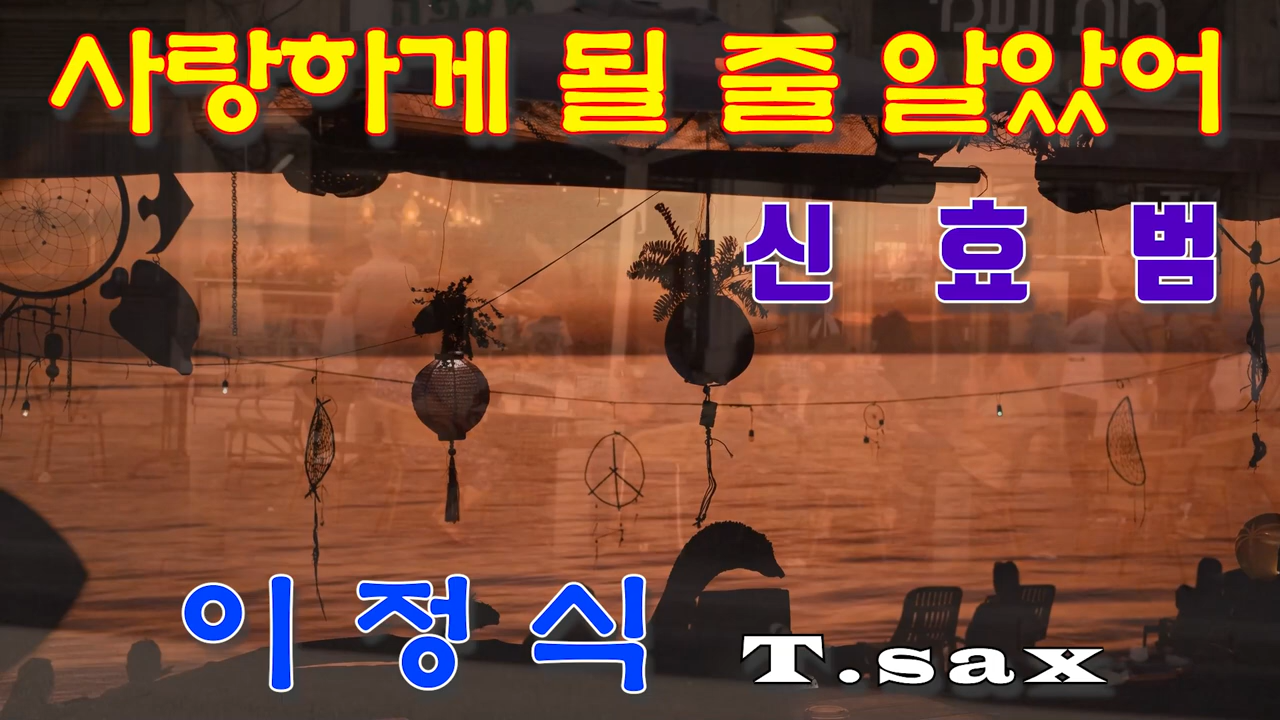 사랑하게 될 줄 알았어
신 효 범
이 정 식 T.sax